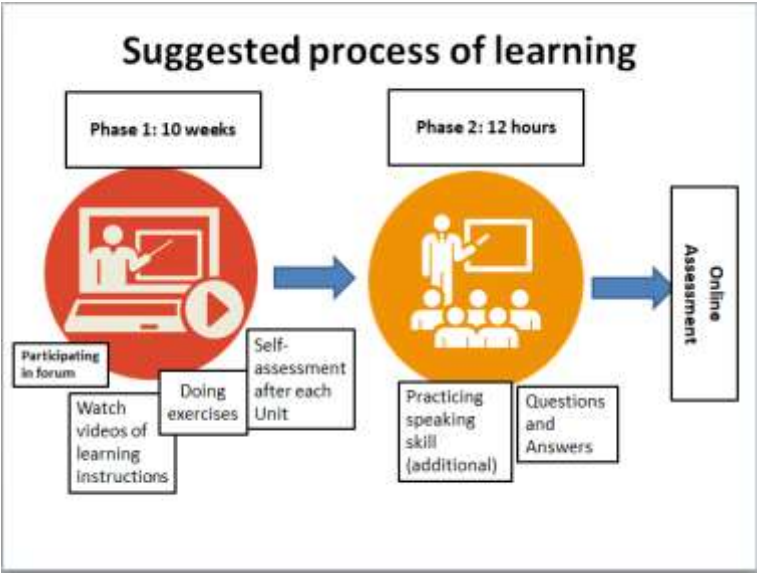 Suggested process of learning
Phase 1: 10 weeks
Phase 2: 12 hours
Participating
in forum
Watch
videos of
learning
instructions
Doing
exercises
Self-
assessment
after each
Unit
Practicing
speaking
skill
(additional)
Questions
and
Answers
Online
Assessment